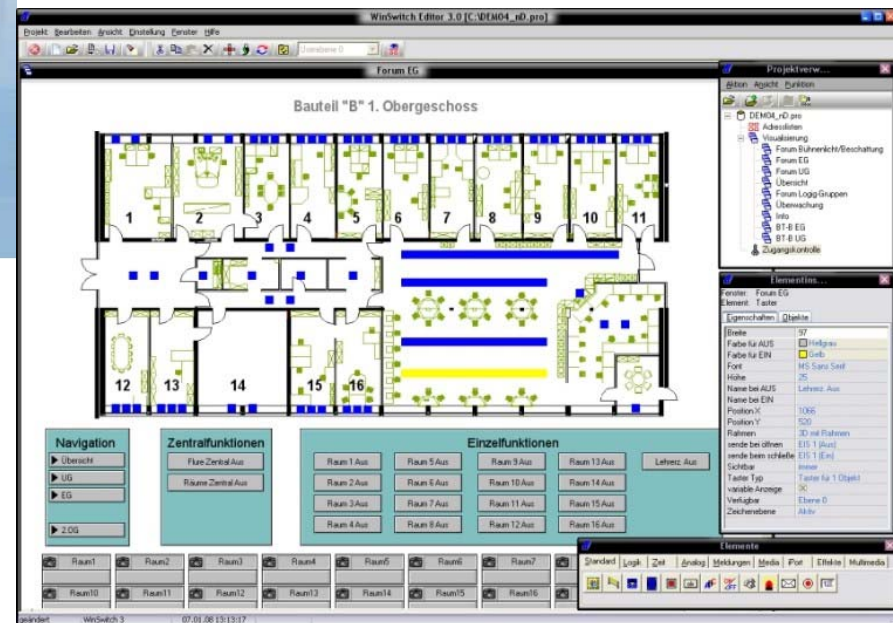 WinSwitch Editor 3.0 [C:\DEM04_nD.pro]
Projekt Bearbeiten Ansicht Einstellung Fenster Hilfe
Userebene 0
Forum EG
Bauteil "B" 1. Obergeschoss
1 2 3 4 5 6 7 8 9 10 11
12 13 14 15 16
Navigation
Übersicht
UG
EG
2.OG
Zentralfunktionen
Flure Zentral Aus
Räume Zentral Aus
Einzelfunktionen
Raum 1 Aus Raum 5 Aus Raum 9 Aus Raum 13 Aus Lehrerz. Aus
Raum 2 Aus Raum 6 Aus Raum 10 Aus Raum 14 Aus
Raum 3 Aus Raum 7 Aus Raum 11 Aus Raum 15 Aus
Raum 4 Aus Raum 8 Aus Raum 12 Aus Raum 16 Aus
Raum1 Raum2 Raum3 Raum4 Raum5 Raum6 Raum7
Raum10 Raum11 Raum12 Raum13 Raum14 Raum15 Raum16
geändert WinSwitch 3 07.01.08 13:13:17
Projektverw...
Aktion Ansicht Funktion
DEM04_nD.pro
Adresslisten
Visualisierung
Forum Bühnenlicht/Beschattung
Forum EG
Forum UG
Übersicht
Forum Logig-Gruppen
Überwachung
Info
BT-B EG
BT-B UG
Zugangskontrolle
Elementins...
Fenster: Forum EG
Element: Taster
Eigenschaften Objekte
Breite 97
Farbe für AUS Hellgrau
Farbe für EIN Gelb
Font MS Sans Serif
Höhe 25
Name bei AUS Lehrerz. Aus
Name bei EIN
Position X 1066
Position Y 520
Rahmen 3D mit Rahmen
sende bei öffnen EIS 1 (Aus)
sende beim schließe EIS 1 (Ein)
Sichtbar immer
Taster Typ Taster für 1 Objekt
variable Anzeige
Verfügbar Ebene 0
Zeichenebene Aktiv
Elemente
Standard Logik Zeit Analog Meldungen Media iPort Effekte Multimedia